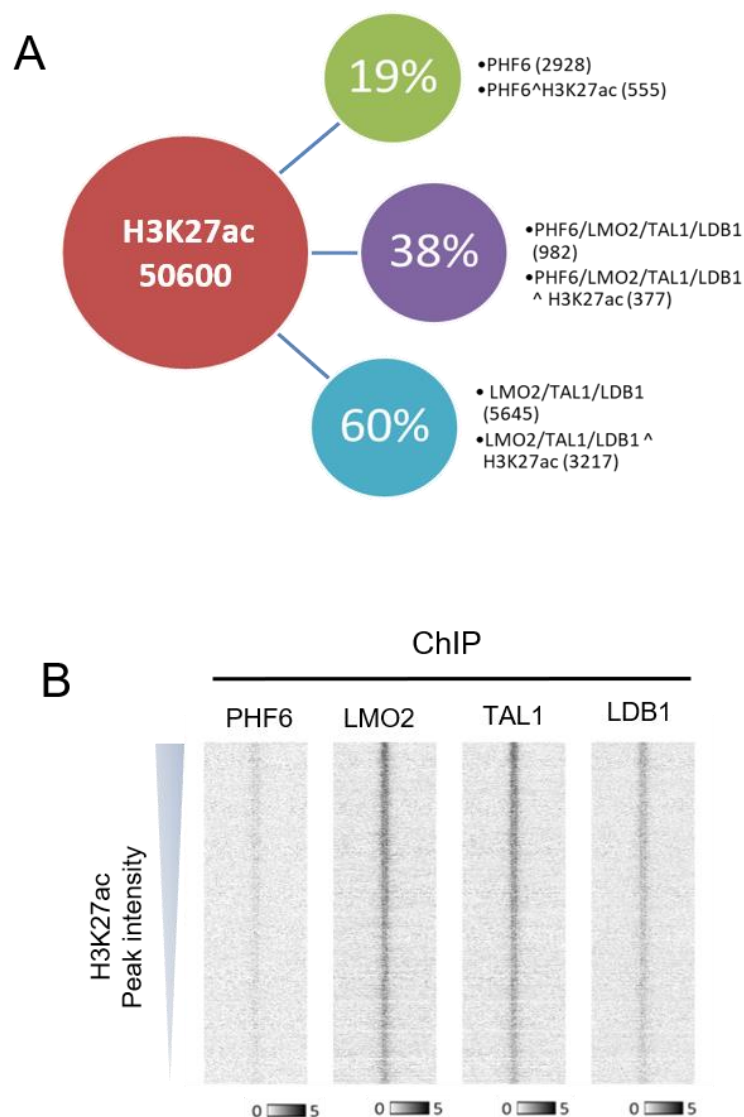 A
19%
•PHF6 (2928)
•PHF6^H3K27ac (555)
H3K27ac
50600
38%
•PHF6/LMO2/TAL1/LDB1
(982)
•PHF6/LMO2/TAL1/LDB1
^ H3K27ac (377)
60%
• LMO2/TAL1/LDB1
(5645)
•LMO2/TAL1/LDB1 ^
H3K27ac (3217)
B
ChIP
PHF6 LMO2 TAL1 LDB1
H3K27ac
Peak intensity
0 5 0 5 0 5 0 5